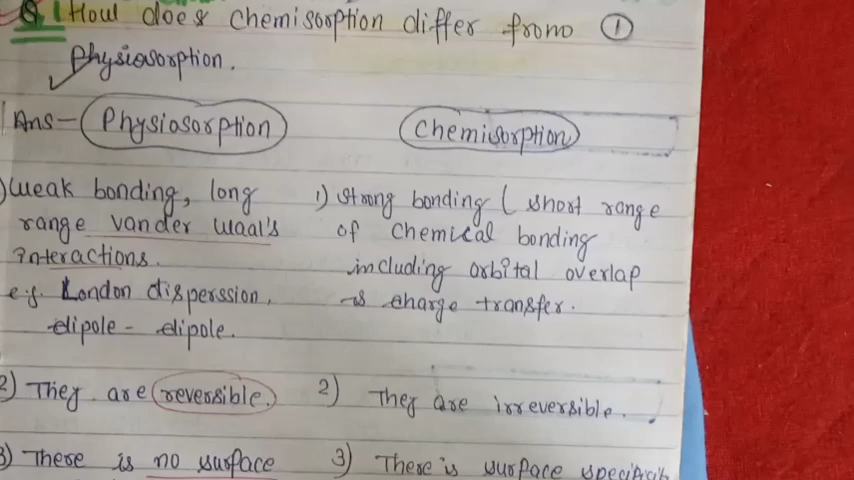 Q.1 How does chemisorption differ from ①
Physiosorption.
Ans- Physiosorption
Chemisorption
) Weak bonding, long
range vander waal's
interactions.
e.g. London disperssion,
dipole - dipole.
1) Strong bonding ( short range
of chemical bonding
including orbital overlap
& charge transfer.
2) They are reversible.
2) They are irreversible.
3) There is no surface
3) There is surface